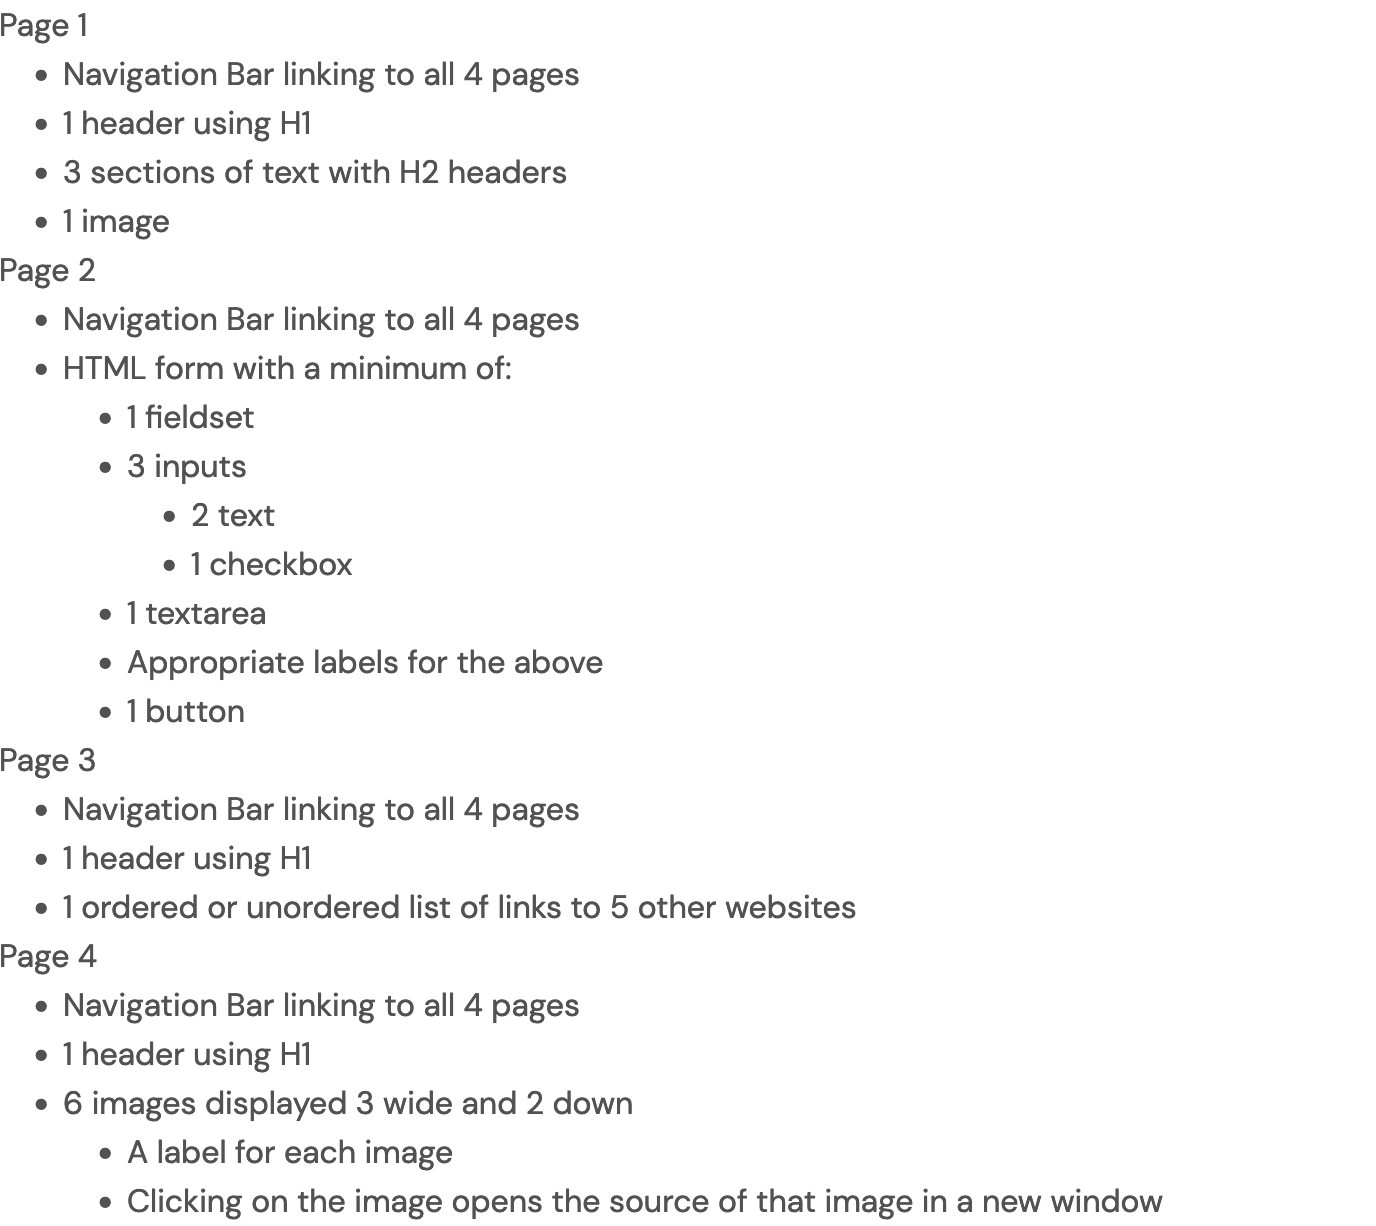 Page 1
• Navigation Bar linking to all 4 pages
• 1 header using H1
• 3 sections of text with H2 headers
• 1 image
Page 2
• Navigation Bar linking to all 4 pages
• HTML form with a minimum of:
• 1 fieldset
• 3 inputs
• 2 text
• 1 checkbox
• 1 textarea
• Appropriate labels for the above
• 1 button
Page 3
• Navigation Bar linking to all 4 pages
• 1 header using H1
• 1 ordered or unordered list of links to 5 other websites
Page 4
• Navigation Bar linking to all 4 pages
• 1 header using H1
• 6 images displayed 3 wide and 2 down
• A label for each image
• Clicking on the image opens the source of that image in a new window